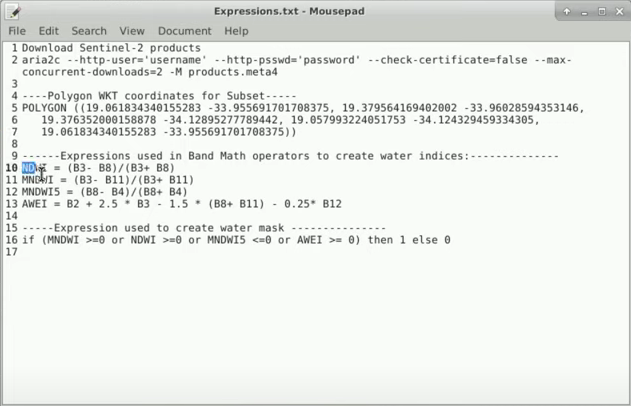 Expressions.txt - Mousepad
File Edit Search View Document Help
1 Download Sentinel-2 products
2 aria2c --http-user='username' --http-psswd='password' --check-certificate=false --max-
concurrent-downloads=2 -M products.meta4
3
4 ----Polygon WKT coordinates for Subset-----
5 POLYGON ((19.061834340155283 -33.955691701708375, 19.379564169402002 -33.96028594353146,
6 19.376352000158878 -34.12895277789442, 19.057993224051753 -34.124329459334305,
7 19.061834340155283 -33.955691701708375))
8
9 ------Expressions used in Band Math operators to create water indices:--------------
10 NDWI = (B3- B8)/(B3+ B8)
11 MNDWI = (B3- B11)/(B3+ B11)
12 MNDWI5 = (B8- B4)/(B8+ B4)
13 AWEI = B2 + 2.5 * B3 - 1.5 * (B8+ B11) - 0.25* B12
14
15 -----Expression used to create water mask ---------------
16 if (MNDWI >=0 or NDWI >=0 or MNDWI5 <=0 or AWEI >= 0) then 1 else 0
17